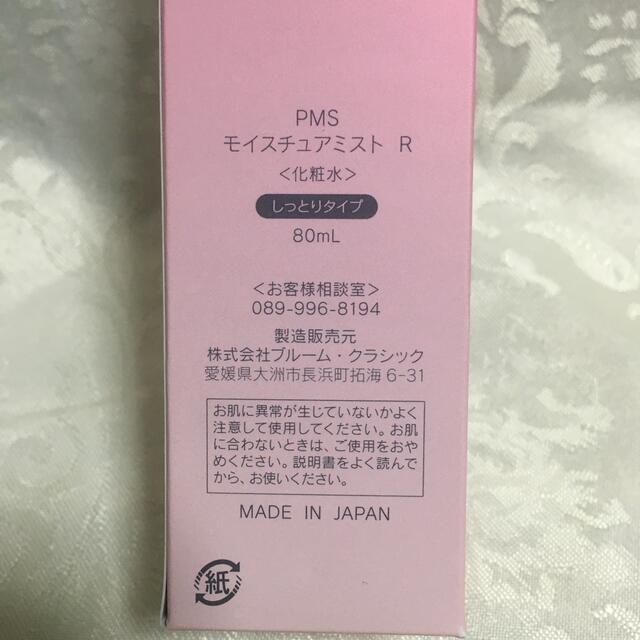 PMS
モイスチュアミスト R
＜化粧水＞
しっとりタイプ
80mL
＜お客様相談室＞
089-996-8194
製造販売元
株式会社ブルーム・クラシック
愛媛県大洲市長浜町拓海 6-31
お肌に異常が生じていないかよく
注意して使用してください。お肌
に合わないときは、ご使用をおや
めください。説明書をよく読んで
から、お使いください。
MADE IN JAPAN
紙